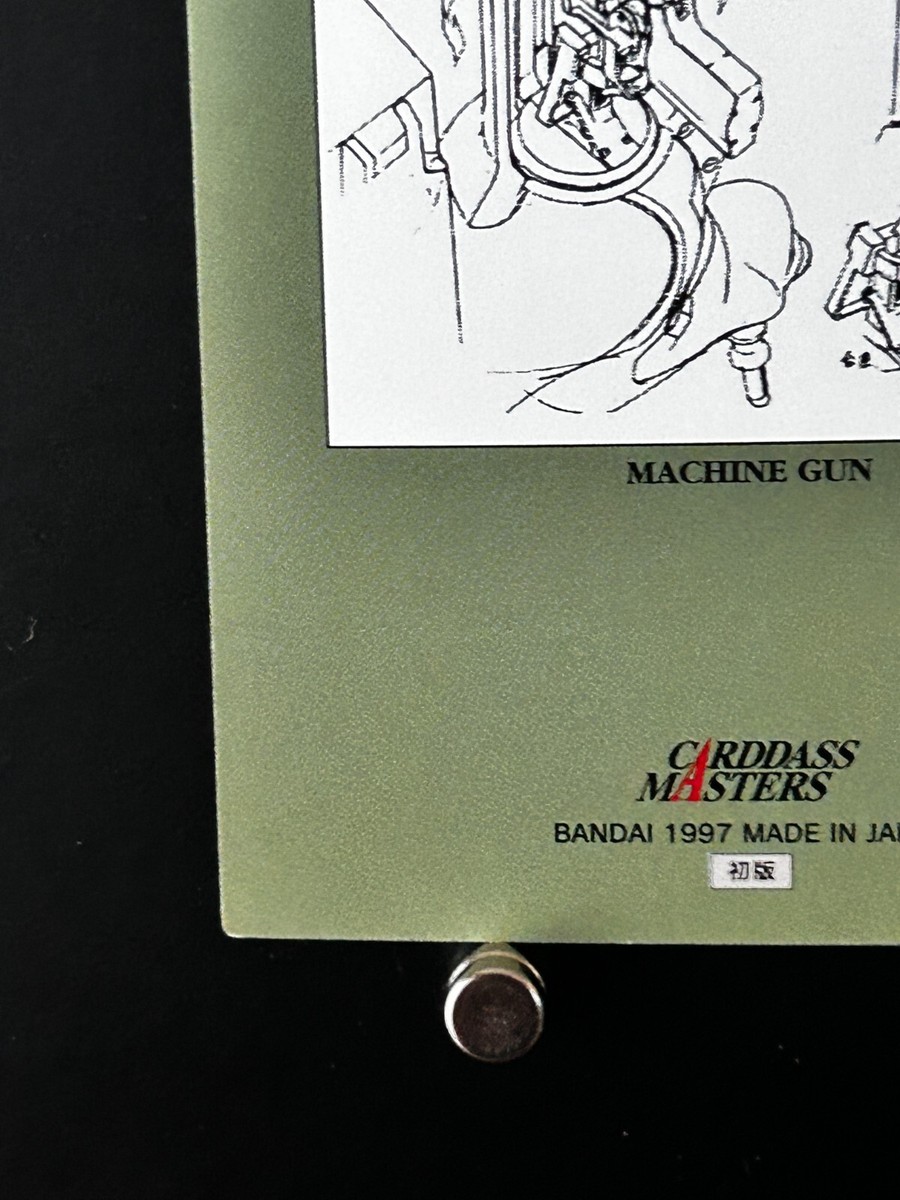 MACHINE GUN
CARDDASS
MASTERS
BANDAI 1997 MADE IN JA
初版